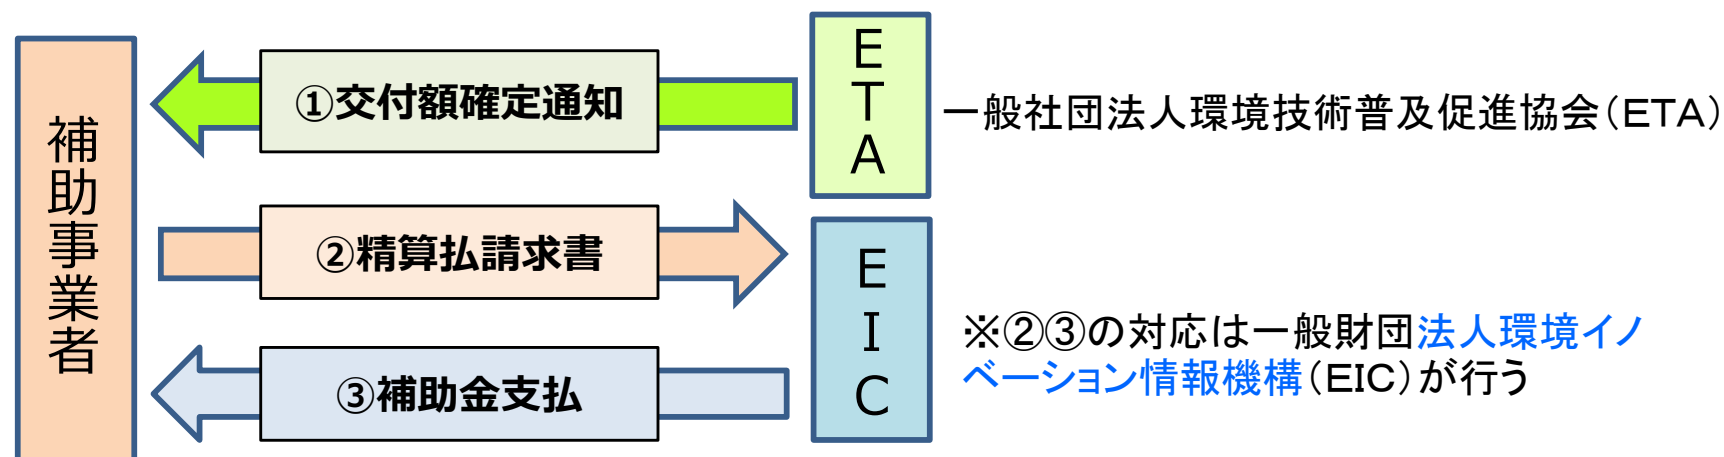 補助事業者
①交付額確定通知
ETA
一般社団法人環境技術普及促進協会(ETA)
②精算払請求書
EIC
※②③の対応は一般財団法人環境イノ
ベーション情報機構(EIC)が行う
③補助金支払